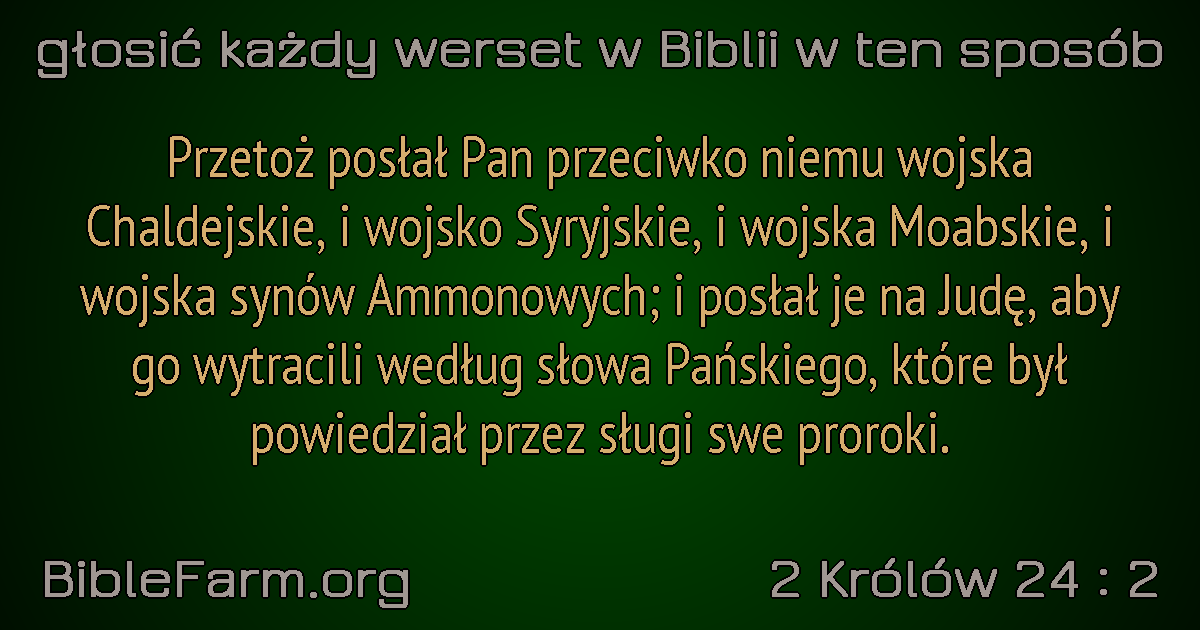 głosić każdy werset w Biblii w ten sposób
Przetoż posłał Pan przeciwko niemu wojska
Chaldejskie, i wojsko Syryjskie, i wojska Moabskie, i
wojska synów Ammonowych; i posłał je na Judę, aby
go wytracili według słowa Pańskiego, które był
powiedział przez sługi swe proroki.
BibleFarm.org
2 Królów 24 : 2